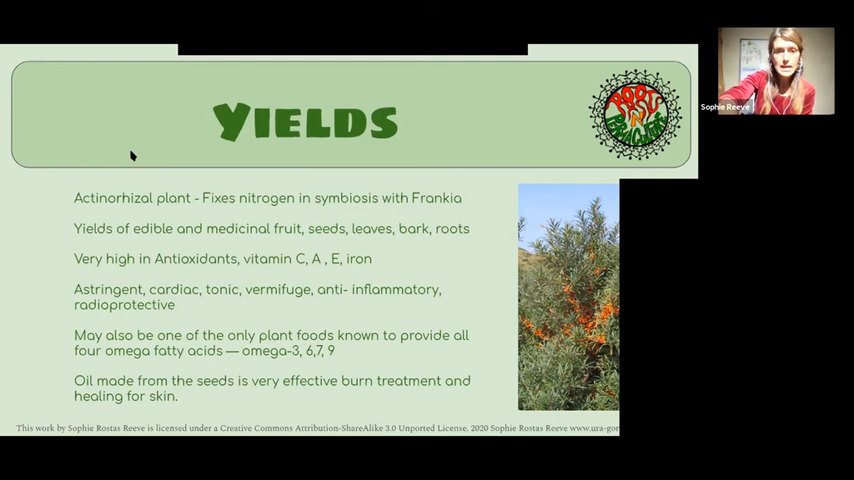 Sophie Reeve
YIELDS
ROOTS
N
PERMACULTURE
Actinorhizal plant - Fixes nitrogen in symbiosis with Frankia
Yields of edible and medicinal fruit, seeds, leaves, bark, roots
Very high in Antioxidants, vitamin C, A , E, iron
Astringent, cardiac, tonic, vermifuge, anti- inflammatory,
radioprotective
May also be one of the only plant foods known to provide all
four omega fatty acids — omega-3, 6,7, 9
Oil made from the seeds is very effective burn treatment and
healing for skin.
This work by Sophie Rostas Reeve is licensed under a Creative Commons Attribution-ShareAlike 3.0 Unported License. 2020 Sophie Rostas Reeve www.ura-gor